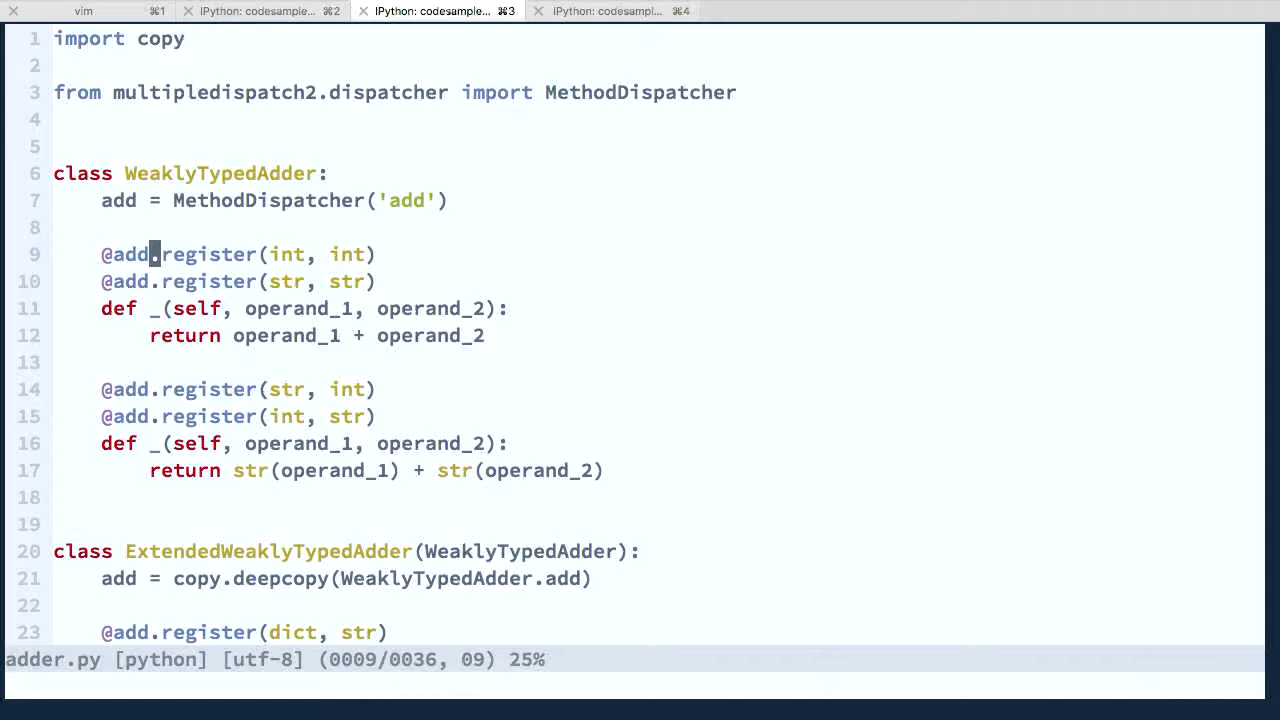 vim ⌘1 IPython: codesample... ⌘2 IPython: codesampl... ⌘3 IPython: codesampl... ⌘4
1 import copy
2
3 from multipledispatch2.dispatcher import MethodDispatcher
4
5
6 class WeaklyTypedAdder:
7 add = MethodDispatcher('add')
8
9 @add.register(int, int)
10 @add.register(str, str)
11 def _(self, operand_1, operand_2):
12 return operand_1 + operand_2
13
14 @add.register(str, int)
15 @add.register(int, str)
16 def _(self, operand_1, operand_2):
17 return str(operand_1) + str(operand_2)
18
19
20 class ExtendedWeaklyTypedAdder(WeaklyTypedAdder):
21 add = copy.deepcopy(WeaklyTypedAdder.add)
22
23 @add.register(dict, str)
adder.py [python] [utf-8] (0009/0036, 09) 25%